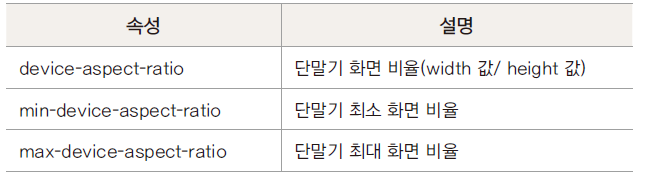 속성 설명
device-aspect-ratio 단말기 화면 비율(width 값/ height 값)
min-device-aspect-ratio 단말기 최소 화면 비율
max-device-aspect-ratio 단말기 최대 화면 비율